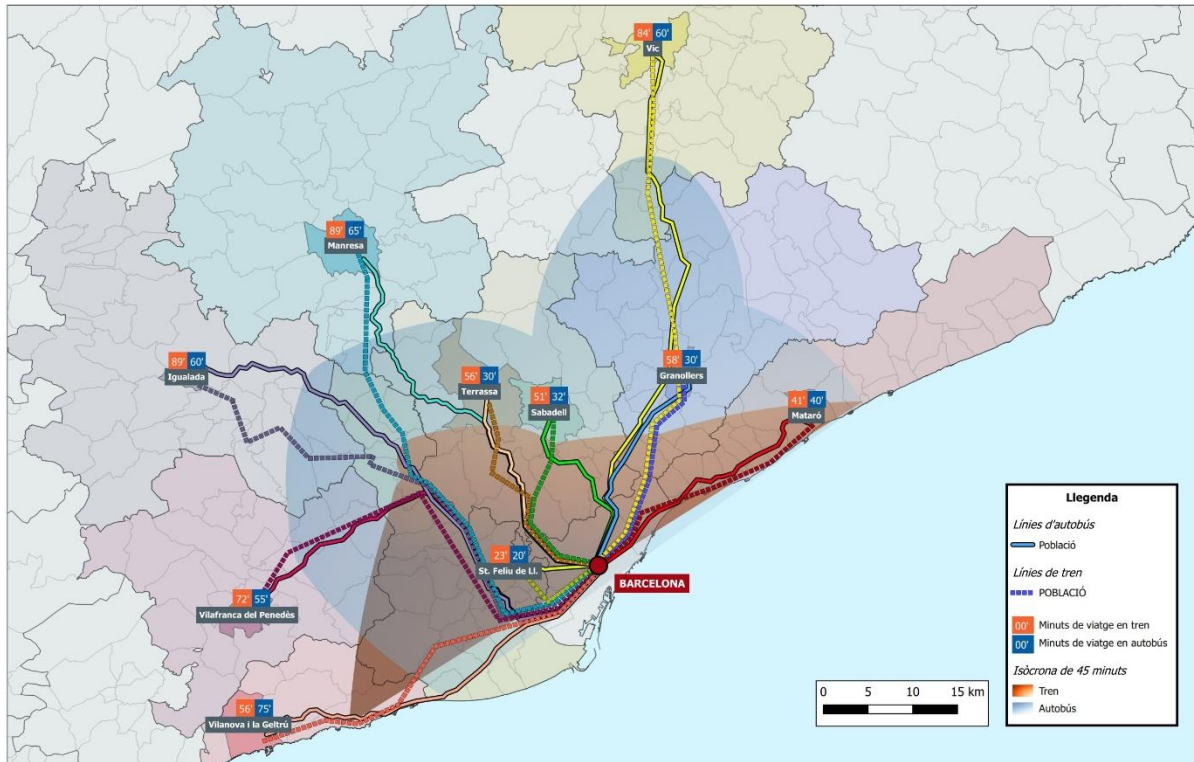 84' 60'
Vic
89' 65'
Manresa
89' 60'
Igualada
56' 30'
Terrassa
51' 32'
Sabadell
58' 30'
Granollers
41' 40'
Mataró
23' 20'
St. Feliu de Ll.
BARCELONA
72' 55'
Vilafranca del Penedès
56' 75'
Vilanova i la Geltrú
0 5 10 15 km
Llegenda
Línies d'autobús
Població
Línies de tren
POBLACIÓ
00' Minuts de viatge en tren
00' Minuts de viatge en autobús
Isòcrona de 45 minuts
Tren
Autobús